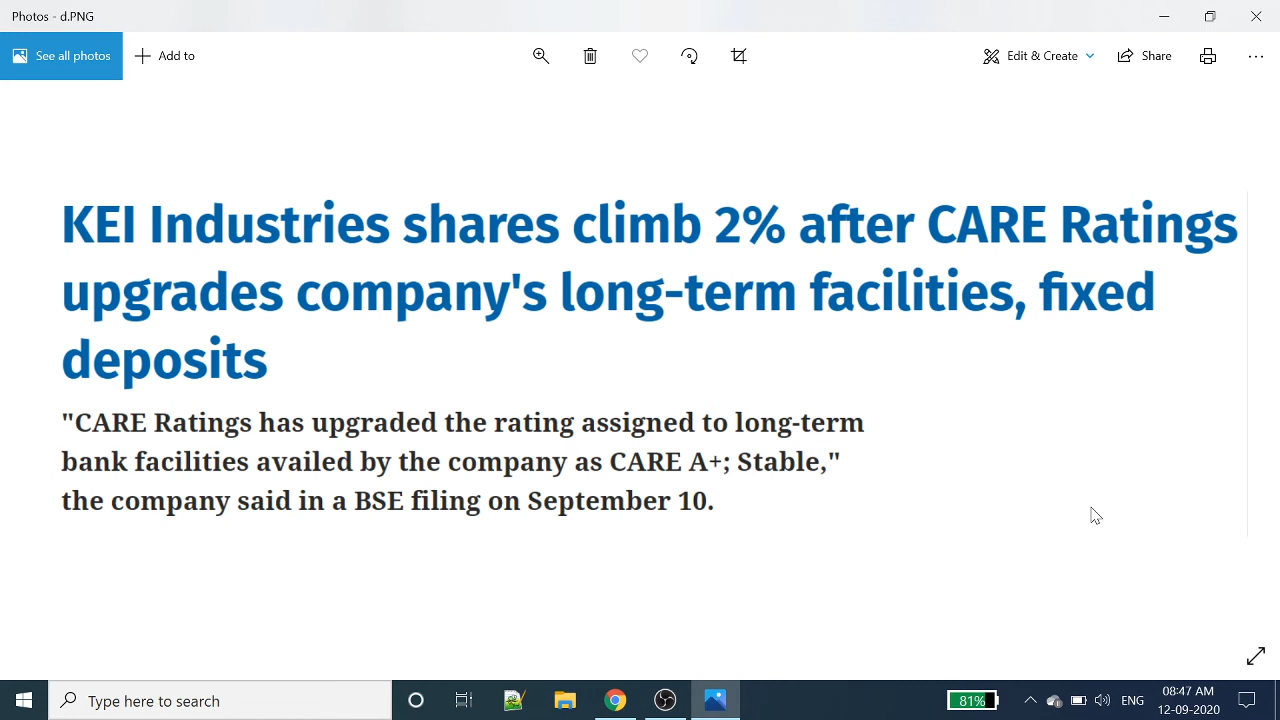 Photos - d.PNG
See all photos
Add to
Edit & Create
Share
KEI Industries shares climb 2% after CARE Ratings
upgrades company's long-term facilities, fixed
deposits
"CARE Ratings has upgraded the rating assigned to long-term
bank facilities availed by the company as CARE A+; Stable,"
the company said in a BSE filing on September 10.
Type here to search
81%
ENG
08:47 AM
12-09-2020